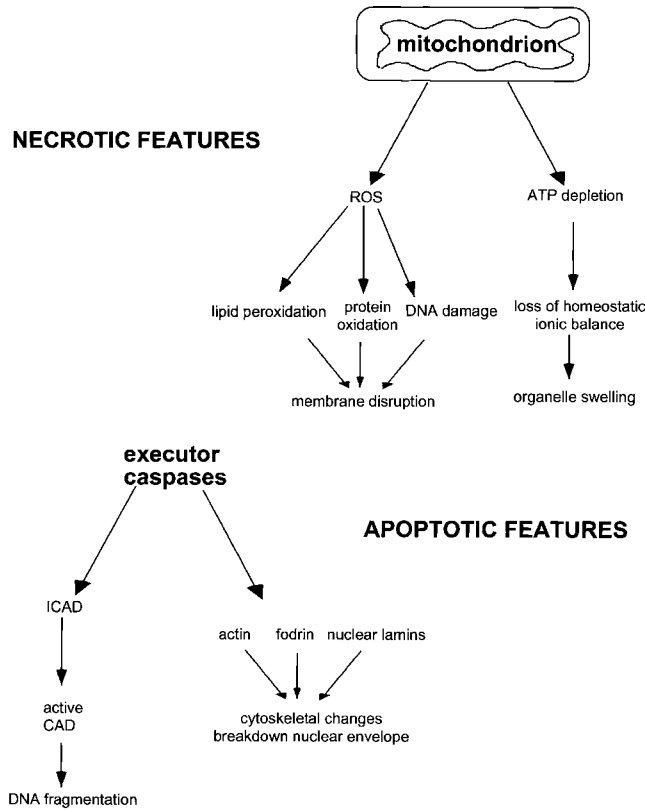 mitochondrion
NECROTIC FEATURES
ROS
ATP depletion
lipid peroxidation
protein
oxidation
DNA damage
loss of homeostatic
ionic balance
membrane disruption
organelle swelling
executor
caspases
APOPTOTIC FEATURES
ICAD
actin
fodrin
nuclear lamins
active
CAD
cytoskeletal changes
breakdown nuclear envelope
DNA fragmentation